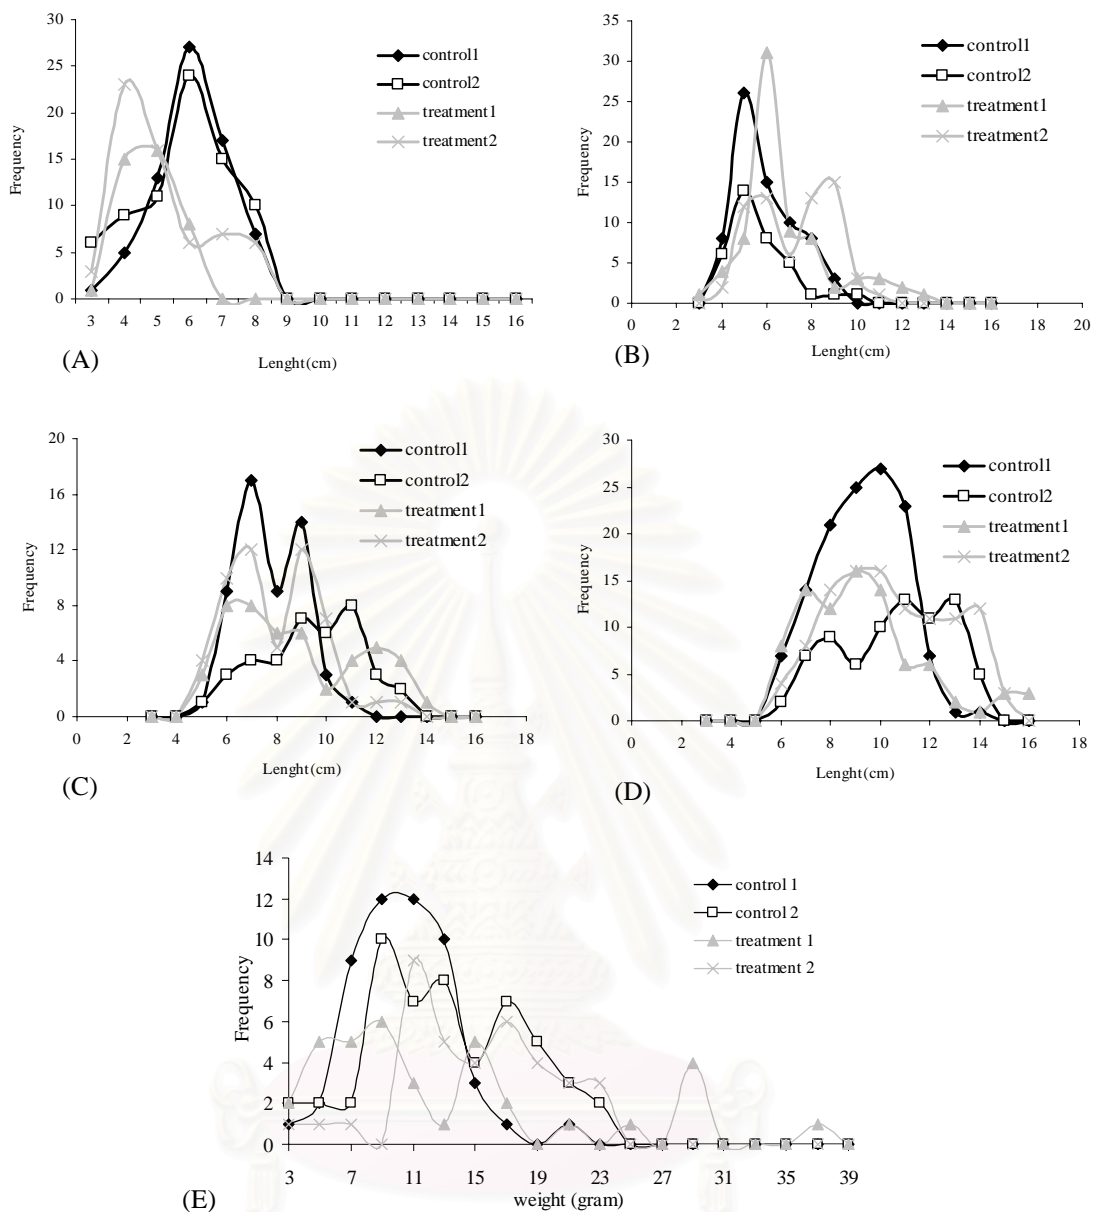 30
25
20
15
10
5
0
Frequency
control1
control2
treatment1
treatment2
3 4 5 6 7 8 9 10 11 12 13 14 15 16
Lenght(cm)
(A)
35
30
25
20
15
10
5
0
Frequency
control1
control2
treatment1
treatment2
0 2 4 6 8 10 12 14 16 18 20
Lenght(cm)
(B)
20
16
12
8
4
0
Frequency
control1
control2
treatment1
treatment2
0 2 4 6 8 10 12 14 16 18
Lenght(cm)
(C)
30
25
20
15
10
5
0
Frequency
control1
control2
treatment1
treatment2
0 2 4 6 8 10 12 14 16 18
Lenght(cm)
(D)
14
12
10
8
6
4
2
0
Frequency
control 1
control 2
treatment 1
treatment 2
3 7 11 15 19 23 27 31 35 39
weight (gram)
(E)